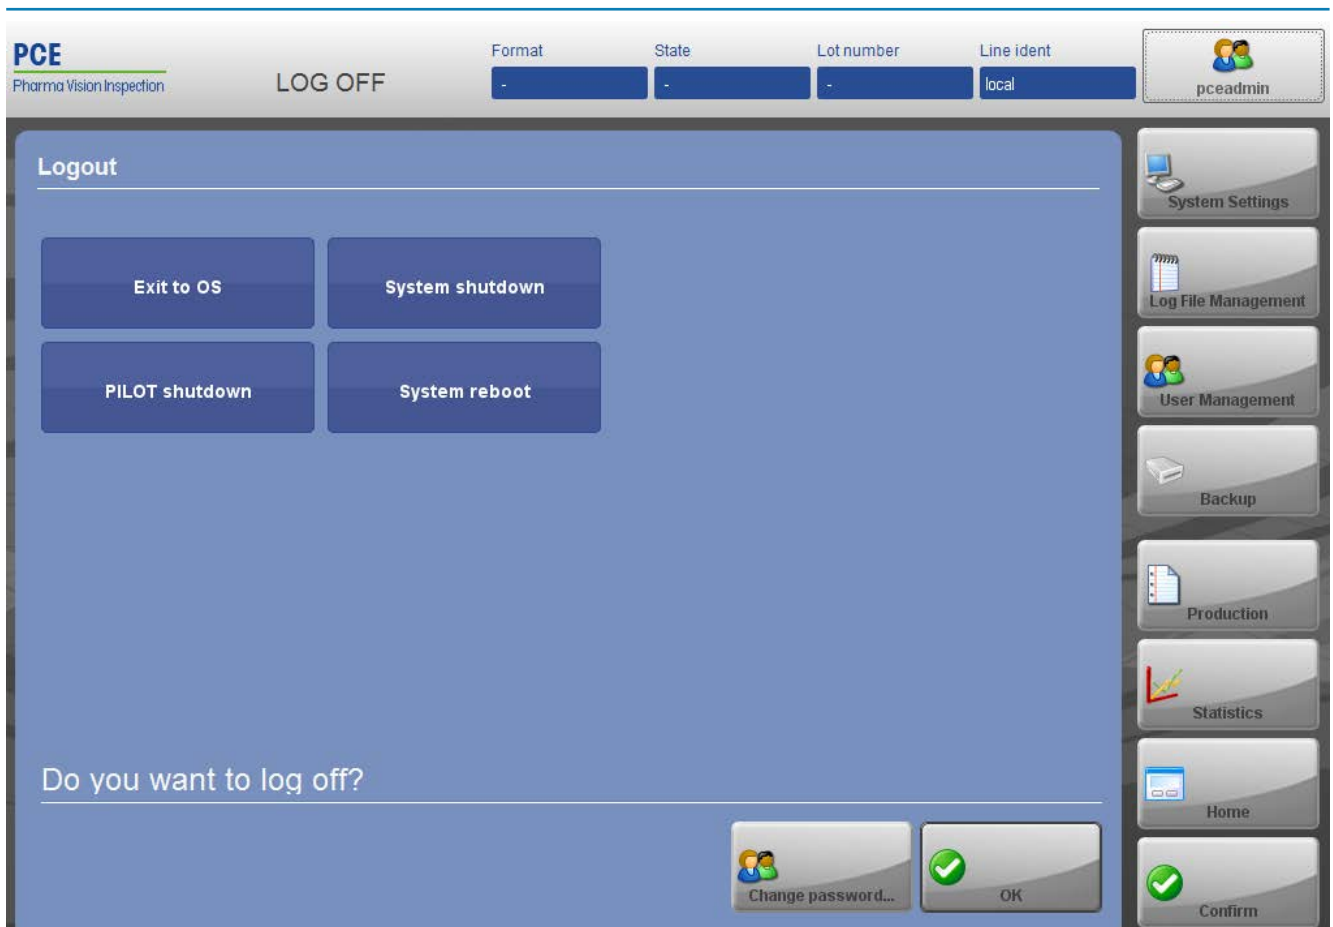 PCE
Pharma Vision Inspection
LOG OFF
Format
State
Lot number
Line ident
-
-
-
local
pceadmin
Logout
Exit to OS
System shutdown
PILOT shutdown
System reboot
Do you want to log off?
Change password...
OK
System Settings
Log File Management
User Management
Backup
Production
Statistics
Home
Confirm